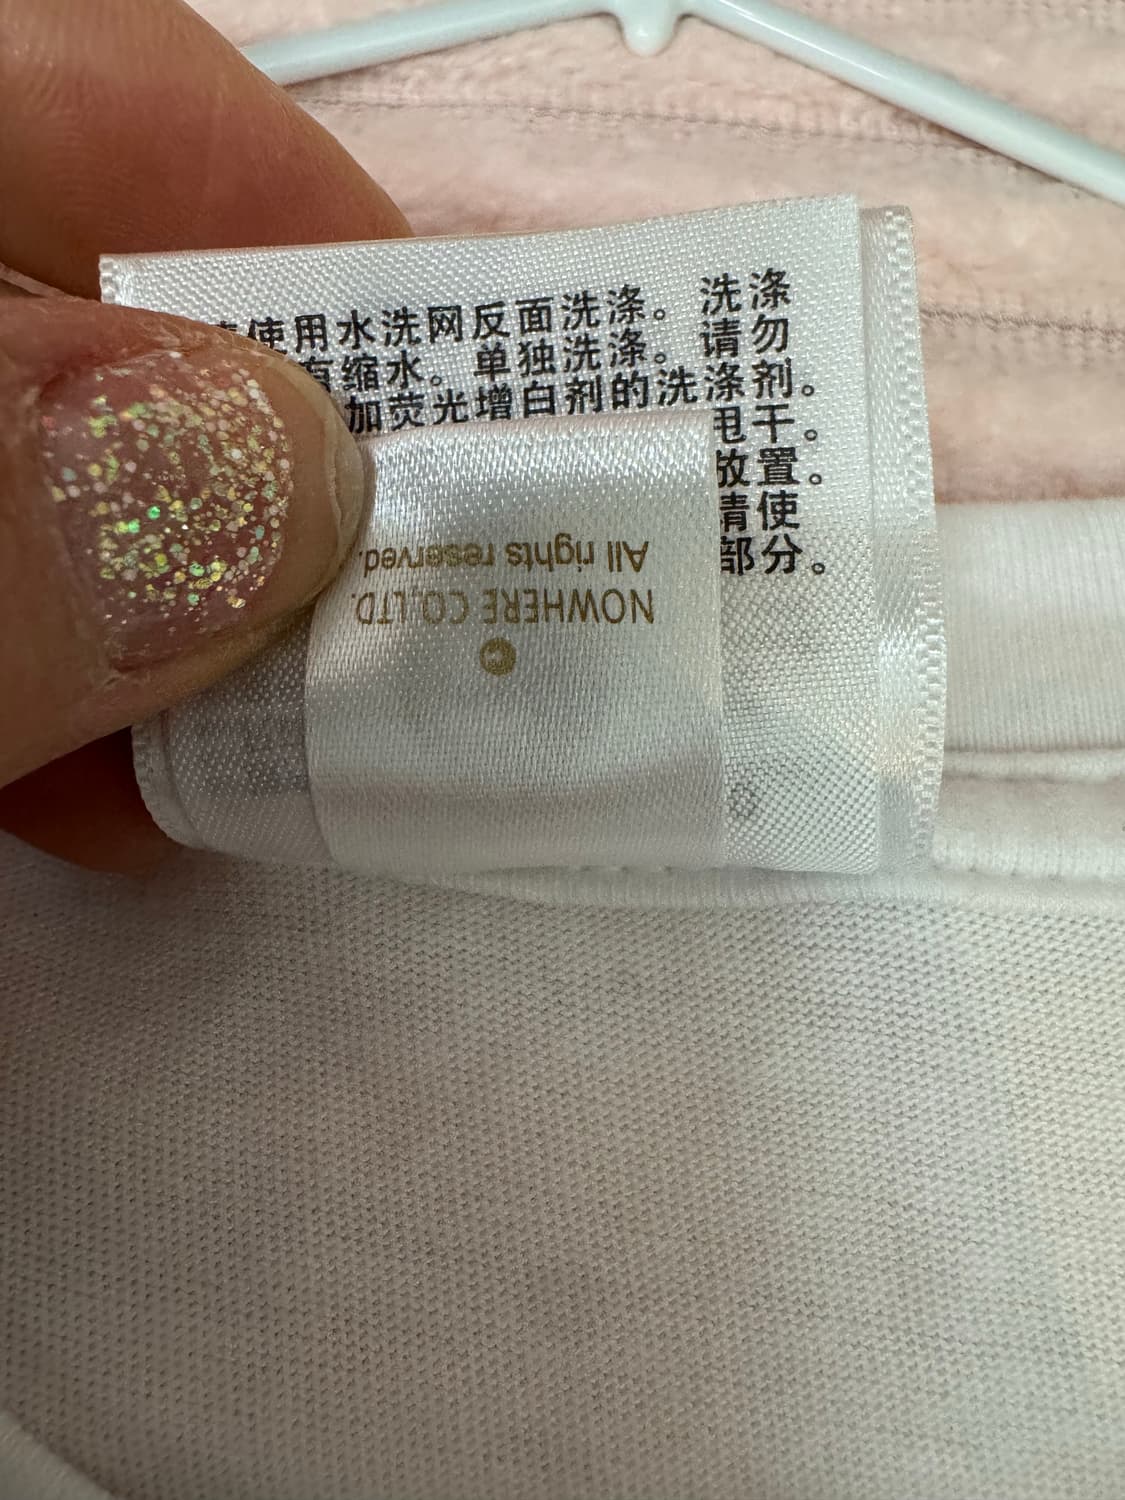 使用水洗网反面洗涤。洗涤
有缩水。单独洗涤。请勿
加荧光增白剂的洗涤剂。
甩干。
放置。
请使
部分。
All rights reserved.
NOWHERE CO.,LTD.